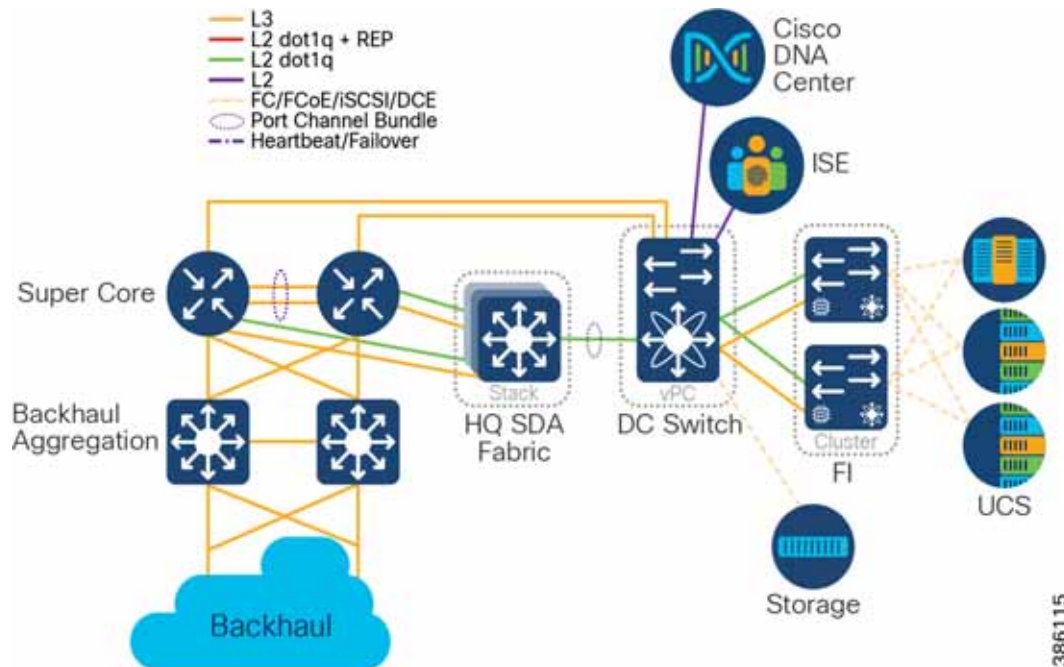 L3
L2 dot1q + REP
L2 dot1q
L2
FC/FCoE/iSCSI/DCE
Port Channel Bundle
Heartbeat/Failover
Cisco
DNA
Center
ISE
Super Core
Backhaul
Aggregation
Stack
HQ SDA
Fabric
vPC
DC Switch
Cluster
FI
UCS
Storage
Backhaul
386115